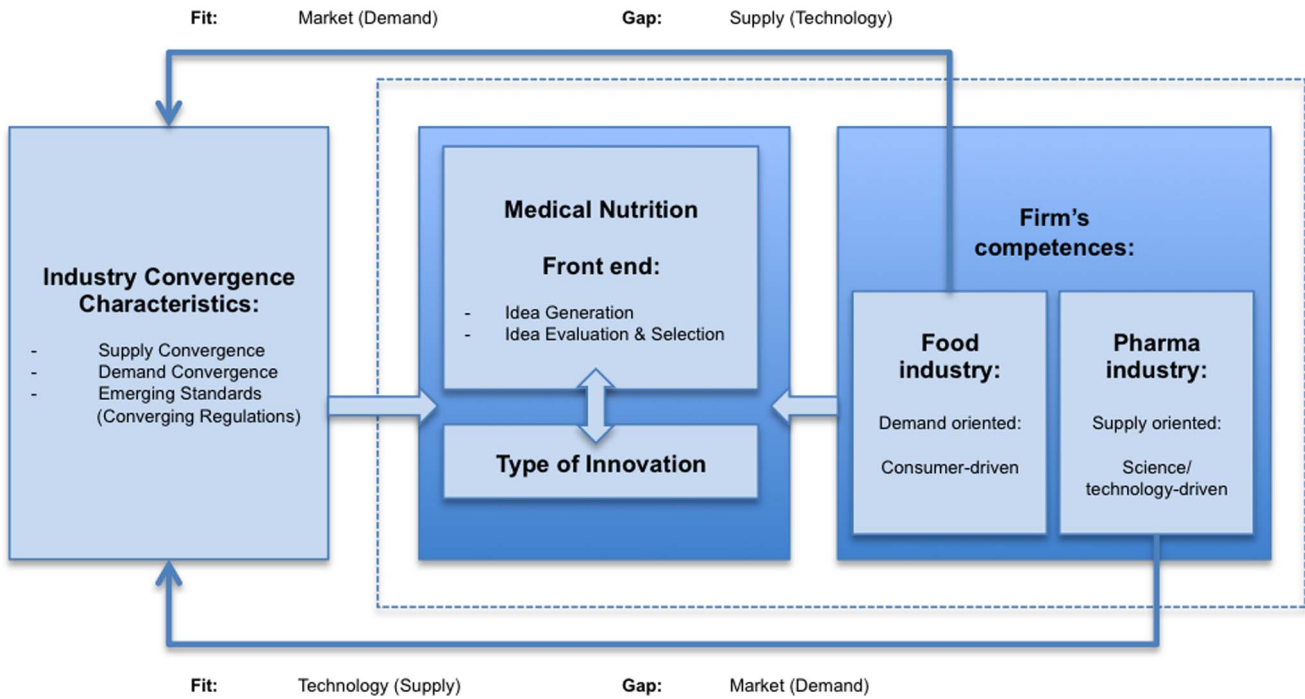 Fit: Market (Demand) Gap: Supply (Technology)
Industry Convergence
Characteristics:
- Supply Convergence
- Demand Convergence
- Emerging Standards
(Converging Regulations)
Medical Nutrition
Front end:
- Idea Generation
- Idea Evaluation & Selection
Type of Innovation
Firm's
competences:
Food
industry:
Demand oriented:
Consumer-driven
Pharma
industry:
Supply oriented:
Science/
technology-driven
Fit: Technology (Supply) Gap: Market (Demand)